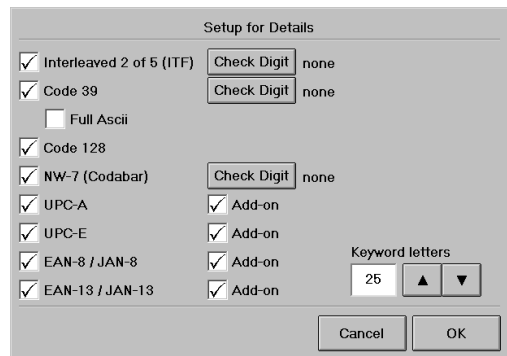 Setup for Details
Interleaved 2 of 5 (ITF) Check Digit none
Code 39 Check Digit none
Full Ascii
Code 128
NW-7 (Codabar) Check Digit none
UPC-A Add-on
UPC-E Add-on
Keyword letters
EAN-8 / JAN-8 Add-on
25
EAN-13 / JAN-13 Add-on
Cancel OK